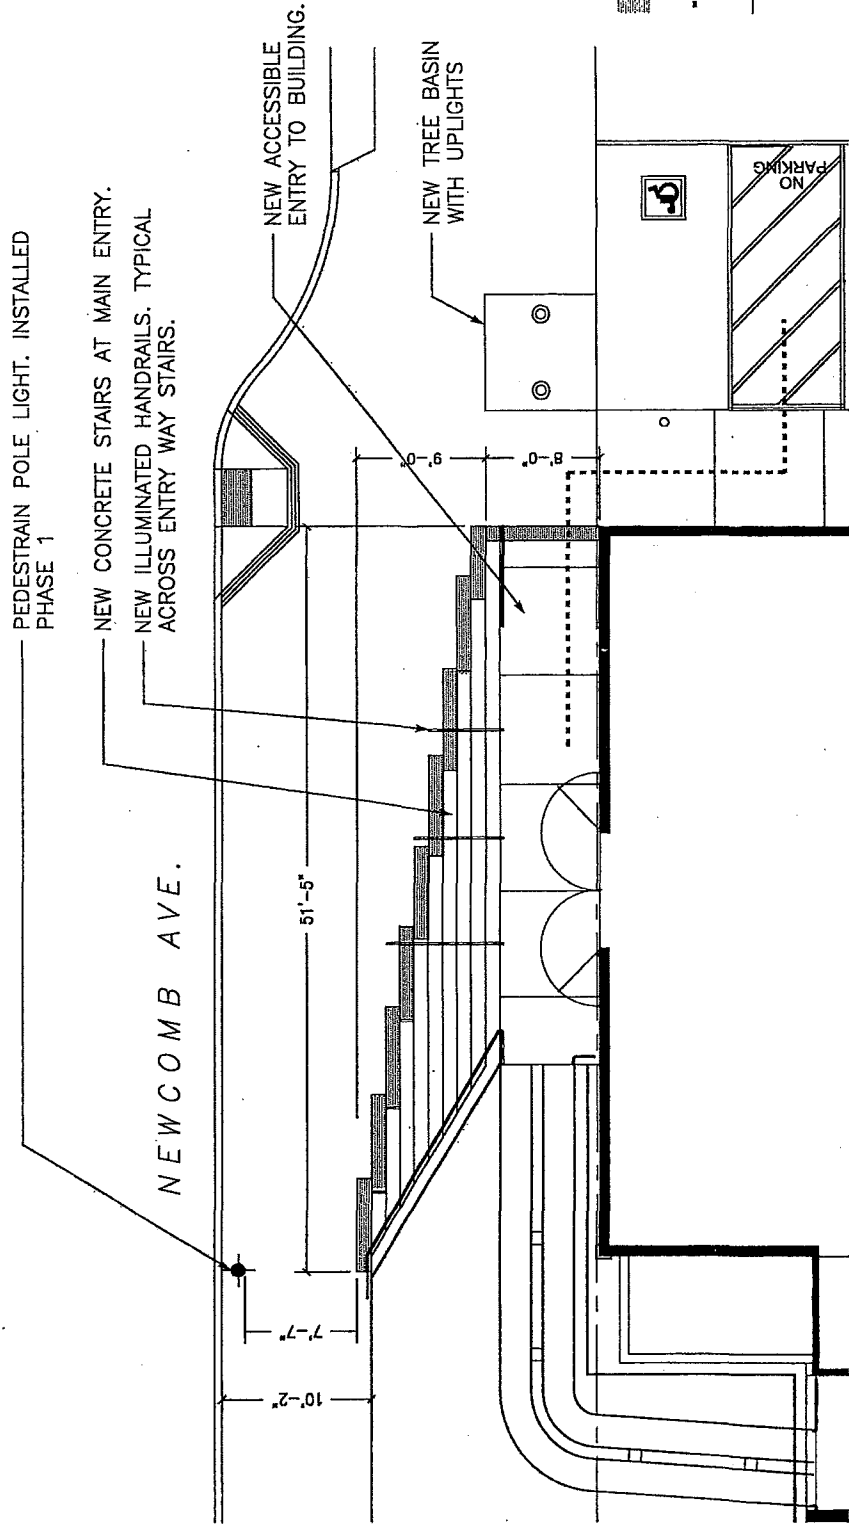 PEDESTRAIN POLE LIGHT. INSTALLED
PHASE 1
NEW CONCRETE STAIRS AT MAIN ENTRY.
NEW ILLUMINATED HANDRAILS. TYPICAL
ACROSS ENTRY WAY STAIRS.
NEW ACCESSIBLE
ENTRY TO BUILDING.
NEW TREE BASIN
WITH UPLIGHTS
NEWCOMB AVE.
51'-5"
9'-0"
8'-0"
7'-7"
10'-2"
NO
PARKING